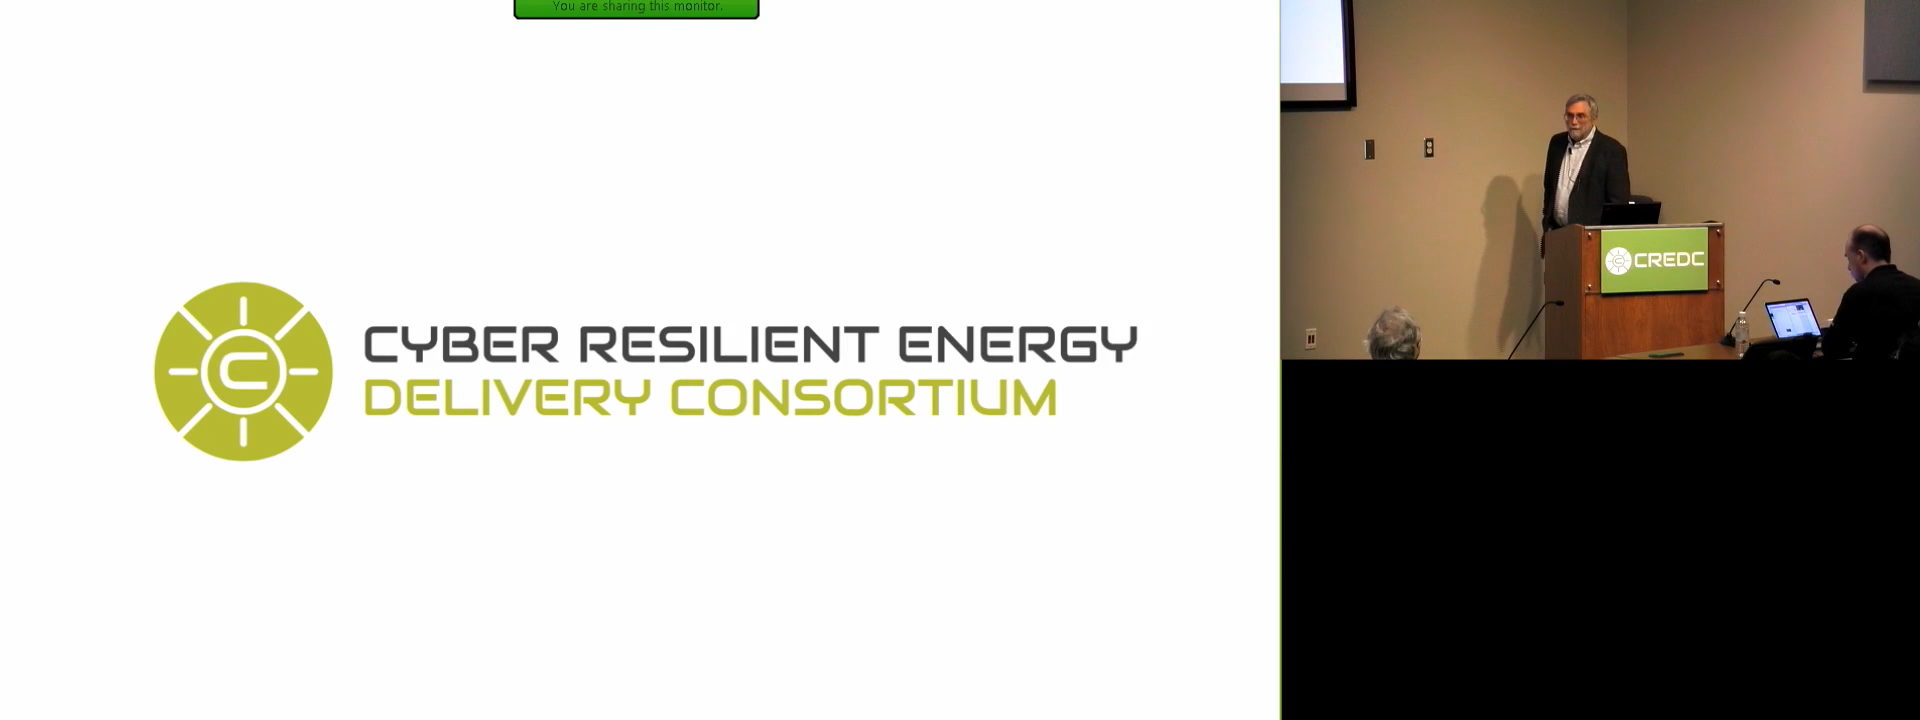 You are sharing this monitor.
C
CYBER RESILIENT ENERGY
DELIVERY CONSORTIUM
C CREDC